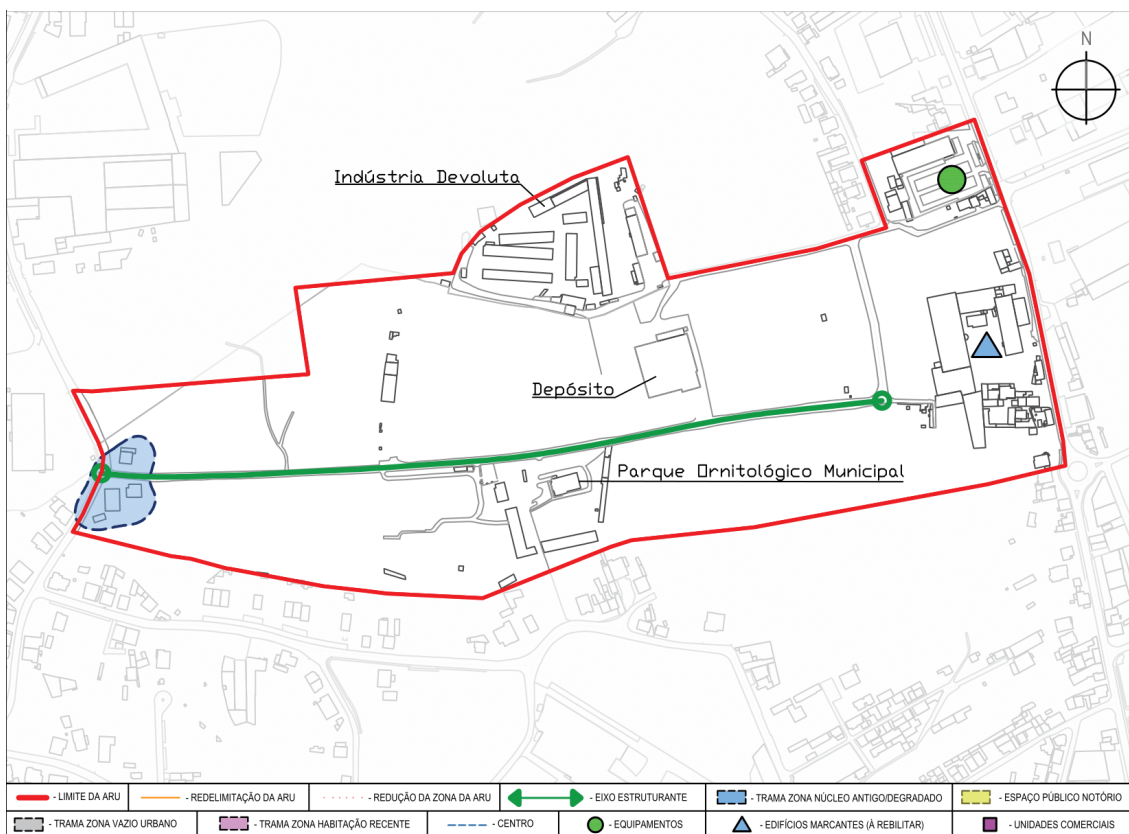 N
Indústria Devoluta
Depósito
Parque Ornitológico Municipal
- LIMITE DA ARU
- REDELIMITAÇÃO DA ARU
- REDUÇÃO DA ZONA DA ARU
- EIXO ESTRUTURANTE
- TRAMA ZONA NÚCLEO ANTIGO/DEGRADADO
- ESPAÇO PÚBLICO NOTÓRIO
- TRAMA ZONA VAZIO URBANO
- TRAMA ZONA HABITAÇÃO RECENTE
- CENTRO
- EQUIPAMENTOS
- EDIFÍCIOS MARCANTES (À REBILITAR)
- UNIDADES COMERCIAIS